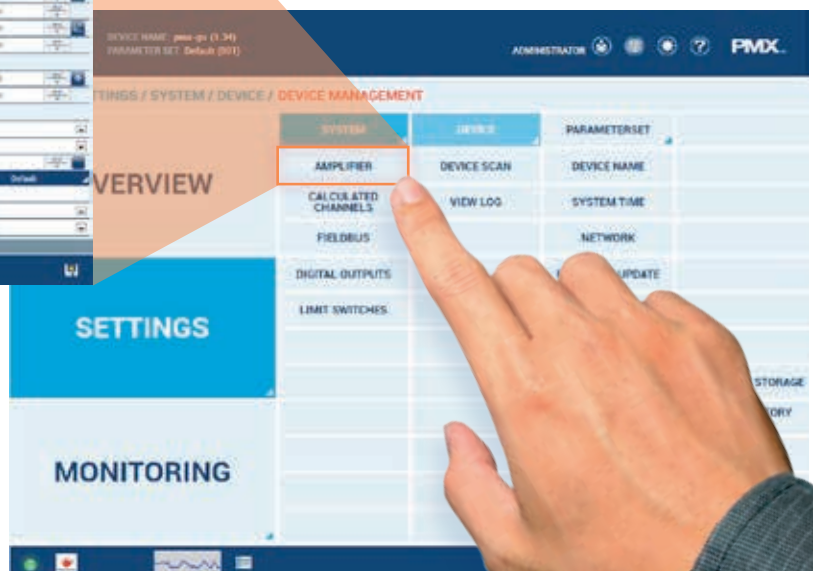 DEVICE NAME: pmx-gs (1.34)
PARAMETER SET: Default (001)
ADMINISTRATOR
?
PMX
TTINGS / SYSTEM / DEVICE / DEVICE MANAGEMENT
VERVIEW
SETTINGS
MONITORING
SYSTEM
AMPLIFIER
CALCULATED
CHANNELS
FIELDBUS
DIGITAL OUTPUTS
LIMIT SWITCHES
DEVICE
DEVICE SCAN
VIEW LOG
PARAMETERSET
DEVICE NAME
SYSTEM TIME
NETWORK
UPDATE
STORAGE
ORY
Default